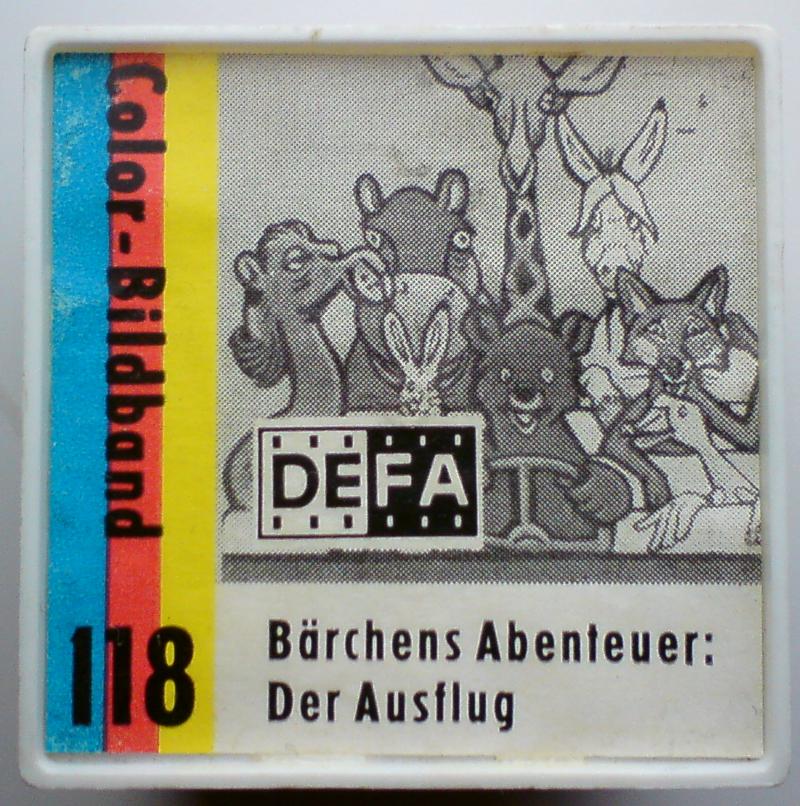 Color-Bildband
118
DEFA
Bärchens Abenteuer:
Der Ausflug